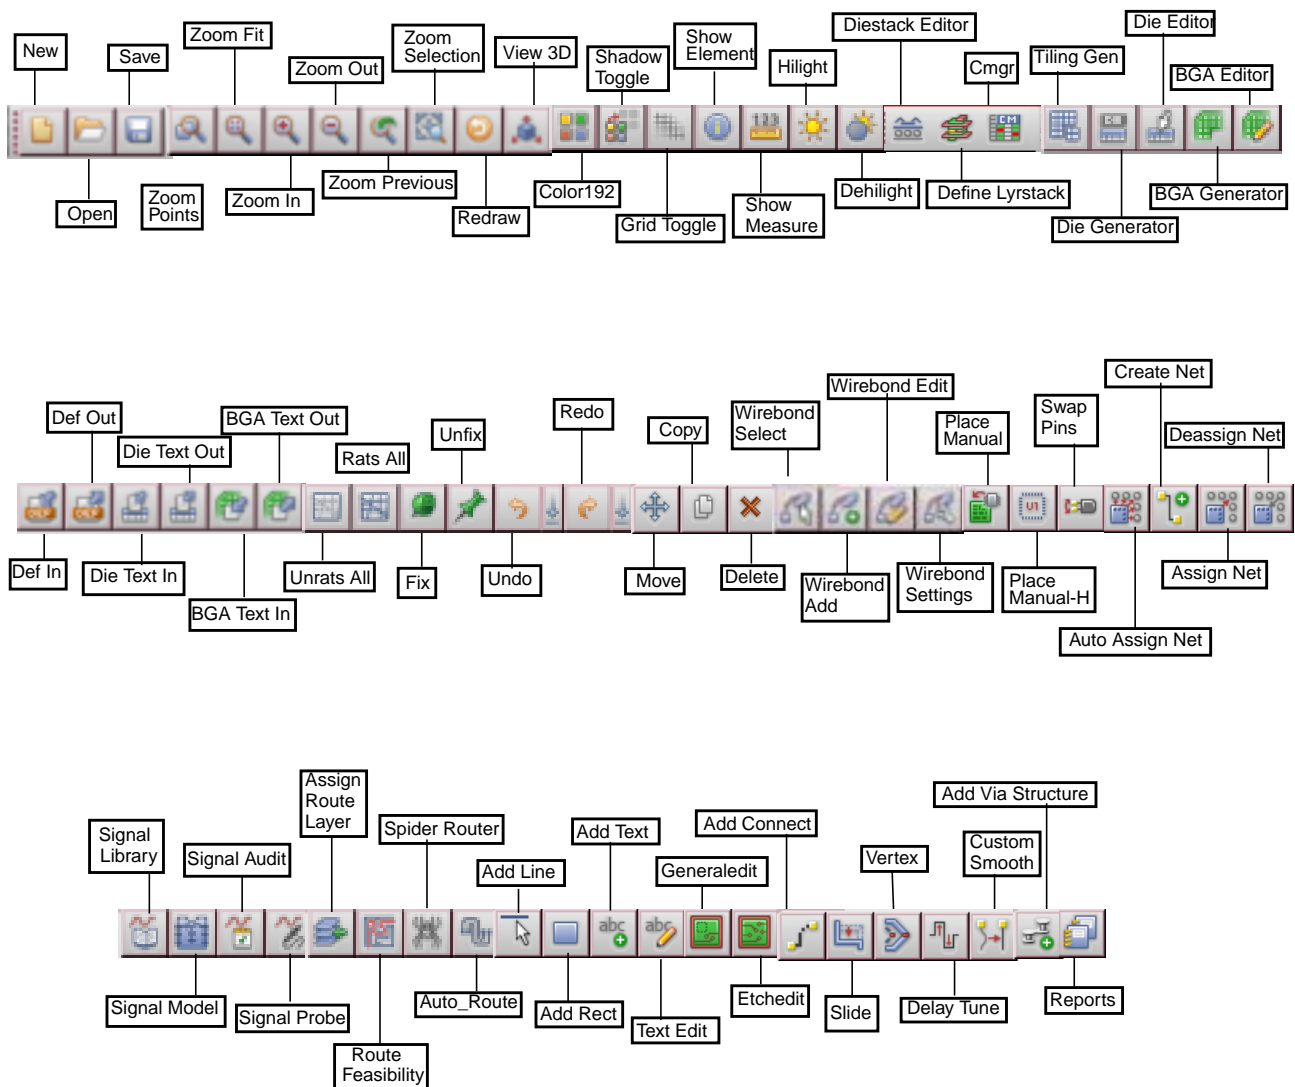 New
Save
Zoom Fit
Zoom Out
Zoom
Selection
View 3D
Shadow
Toggle
Show
Element
Hilight
Diestack Editor
Cmgr
Tiling Gen
Die Editor
BGA Editor
123
CM
Open
Zoom
Points
Zoom In
Zoom Previous
Redraw
Color192
Grid Toggle
Show
Measure
Dehilight
Define Lyrstack
Die Generator
BGA Generator
Def Out
Die Text Out
BGA Text Out
Rats All
Unfix
Redo
Copy
Wirebond
Select
Wirebond Edit
Place
Manual
Swap
Pins
Create Net
Deassign Net
U1
Def In
Die Text In
BGA Text In
Unrats All
Fix
Undo
Move
Delete
Wirebond
Add
Wirebond
Settings
Place
Manual-H
Auto Assign Net
Assign Net
Signal
Library
Signal Audit
Assign
Route
Layer
Spider Router
Add Line
Add Text
Generaledit
Add Connect
Vertex
Custom
Smooth
Add Via Structure
abc
abc
Signal Model
Signal Probe
Route
Feasibility
Auto_Route
Add Rect
Text Edit
Etchedit
Slide
Delay Tune
Reports